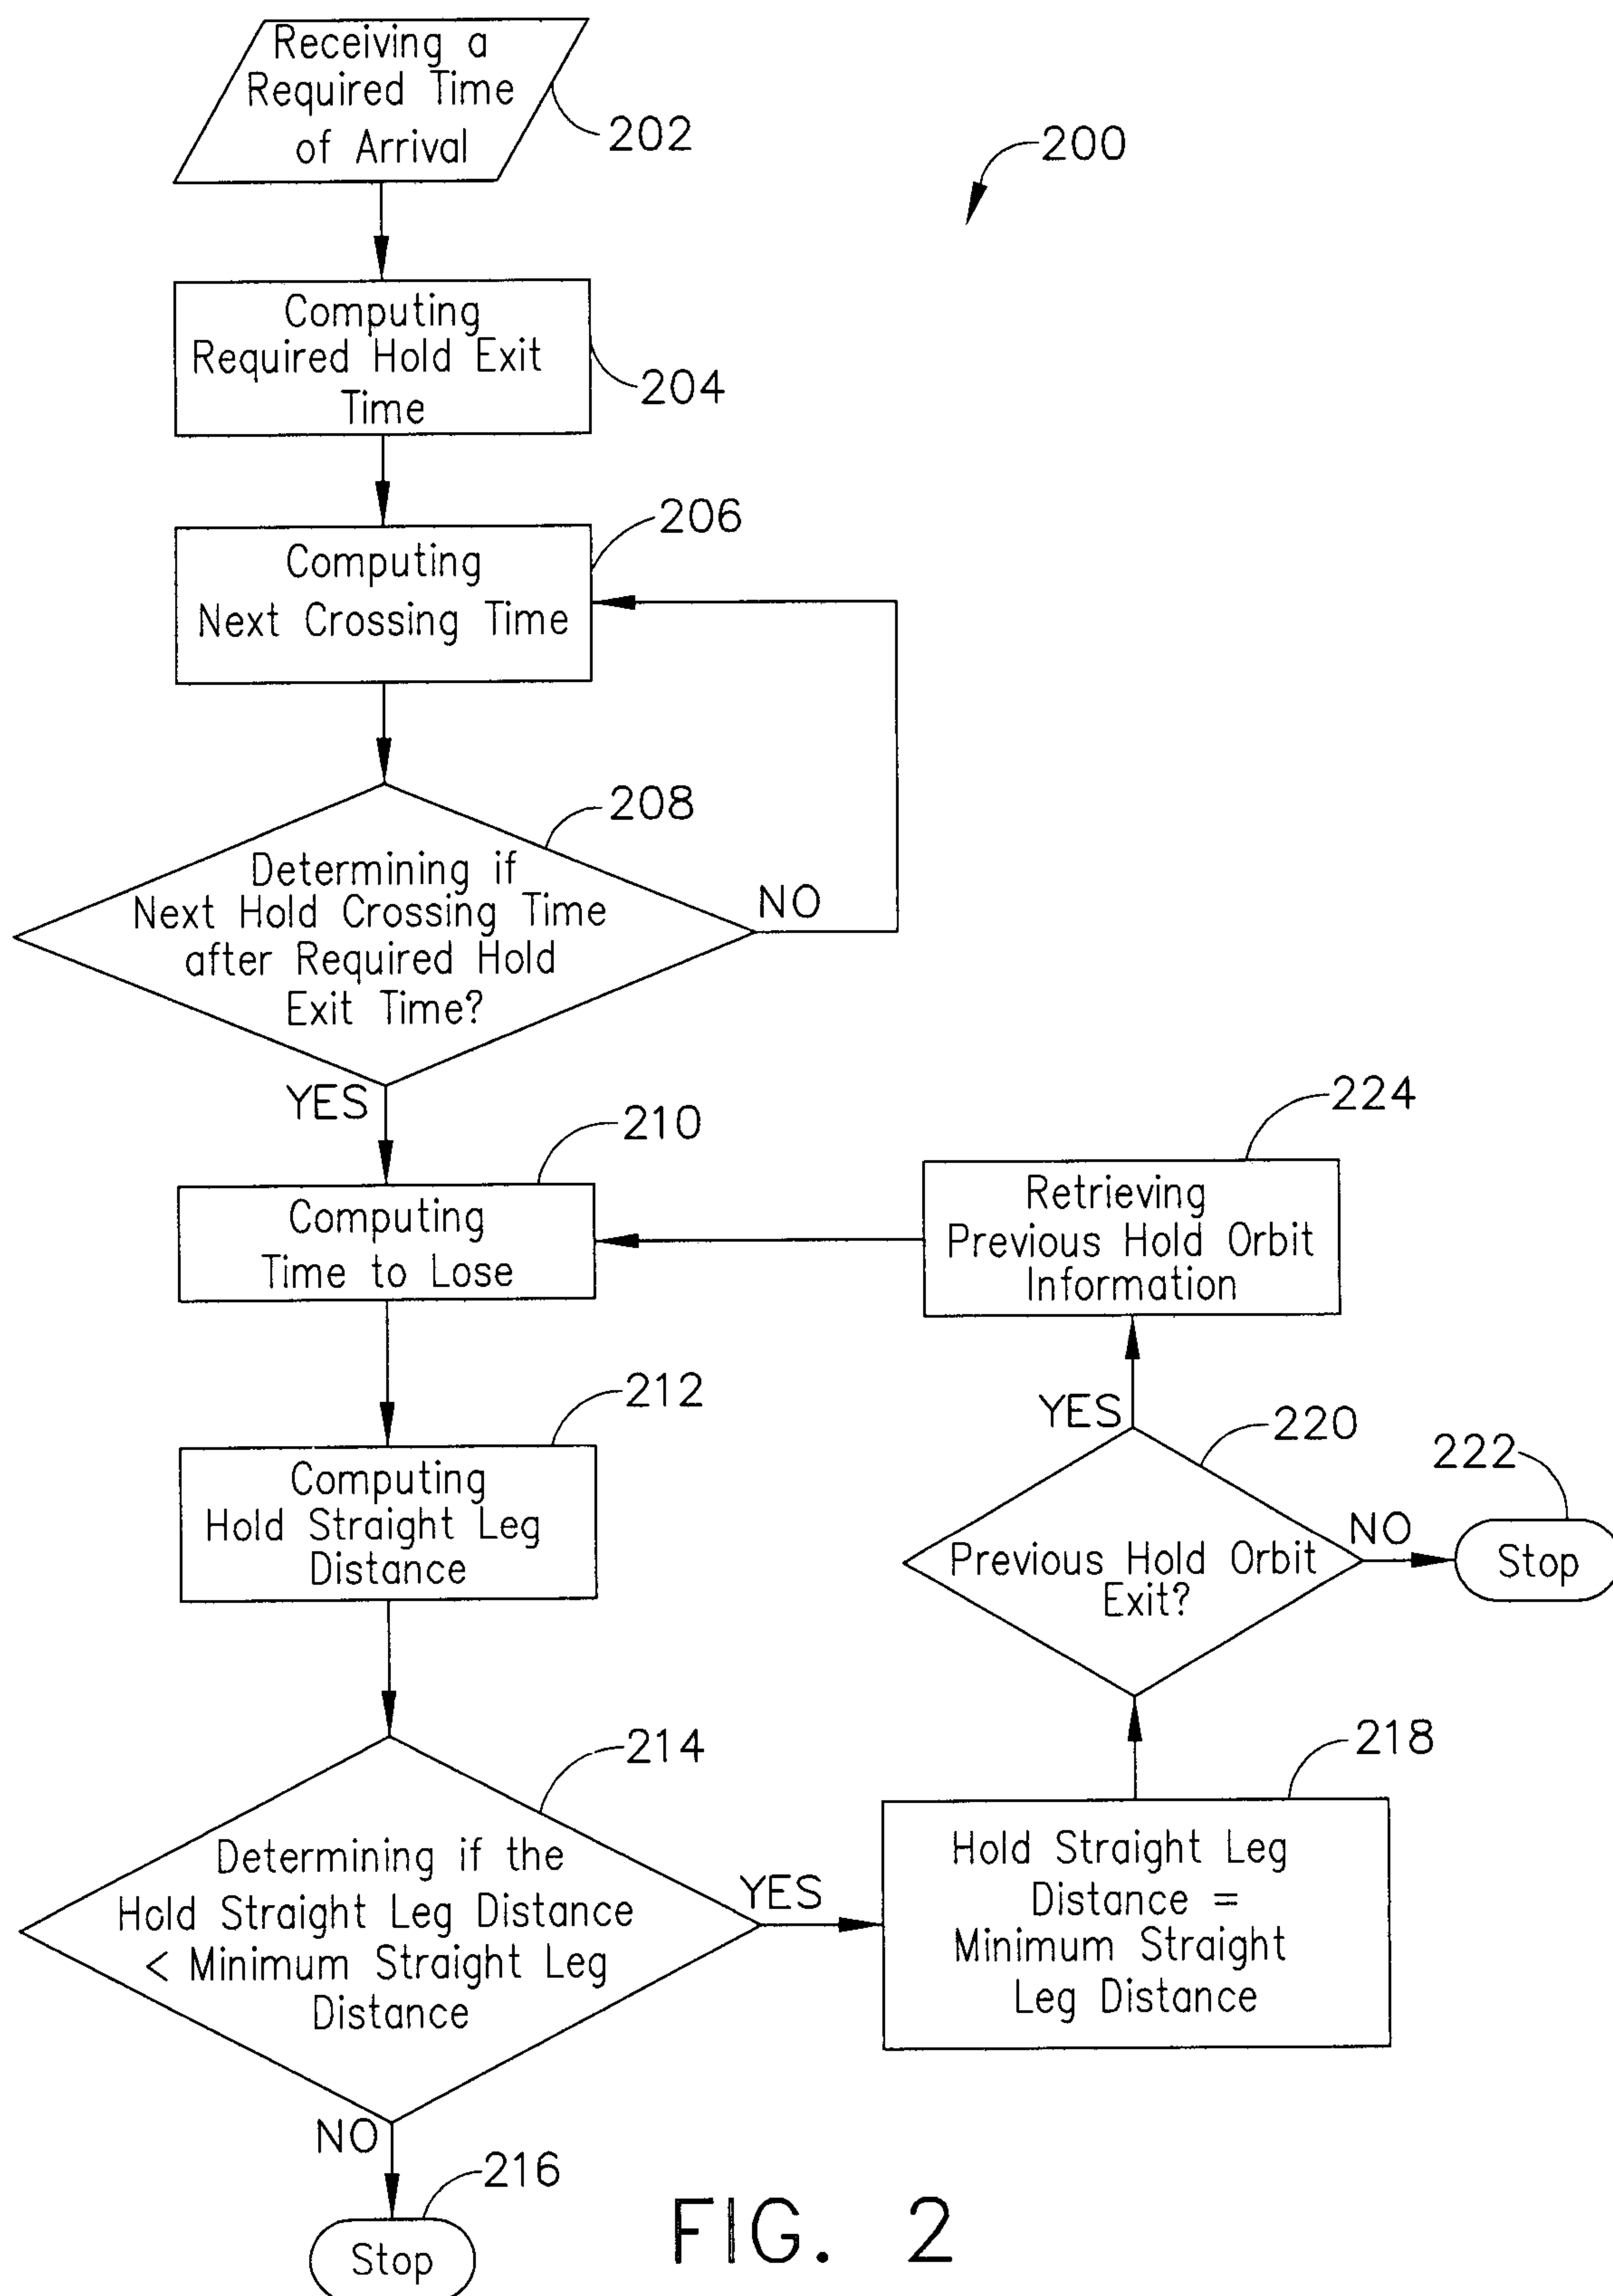 Receiving a
Required Time
of Arrival
202
200
Computing
Required Hold Exit
Time
204
206
Computing
Next Crossing Time
208
Determining if
Next Hold Crossing Time
after Required Hold
Exit Time?
NO
YES
210
Computing
Time to Lose
224
Retrieving
Previous Hold Orbit
Information
212
Computing
Hold Straight Leg
Distance
YES
220
222
Previous Hold Orbit
Exit?
NO
Stop
214
Determining if the
Hold Straight Leg Distance
< Minimum Straight Leg
Distance
YES
218
Hold Straight Leg
Distance =
Minimum Straight
Leg Distance
NO
216
Stop
FIG. 2